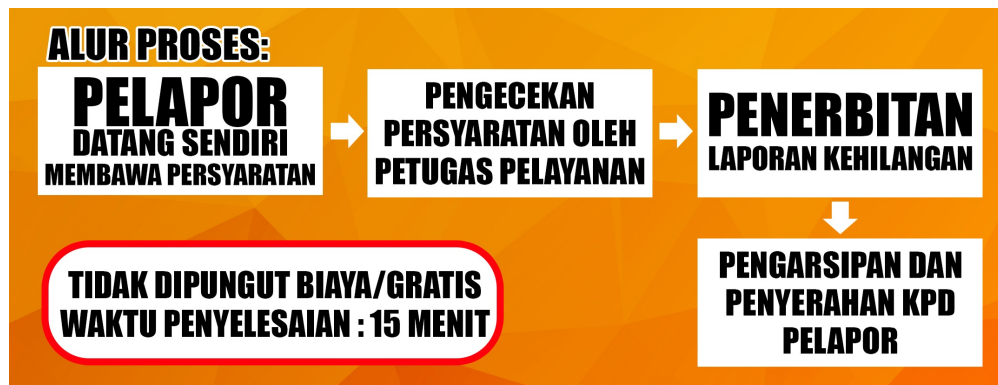 ALUR PROSES:
PELAPOR
DATANG SENDIRI
MEMBAWA PERSYARATAN
PENGECEKAN
PERSYARATAN OLEH
PETUGAS PELAYANAN
PENERBITAN
LAPORAN KEHILANGAN
PENGARSIPAN DAN
PENYERAHAN KPD
PELAPOR
TIDAK DIPUNGUT BIAYA/GRATIS
WAKTU PENYELESAIAN : 15 MENIT